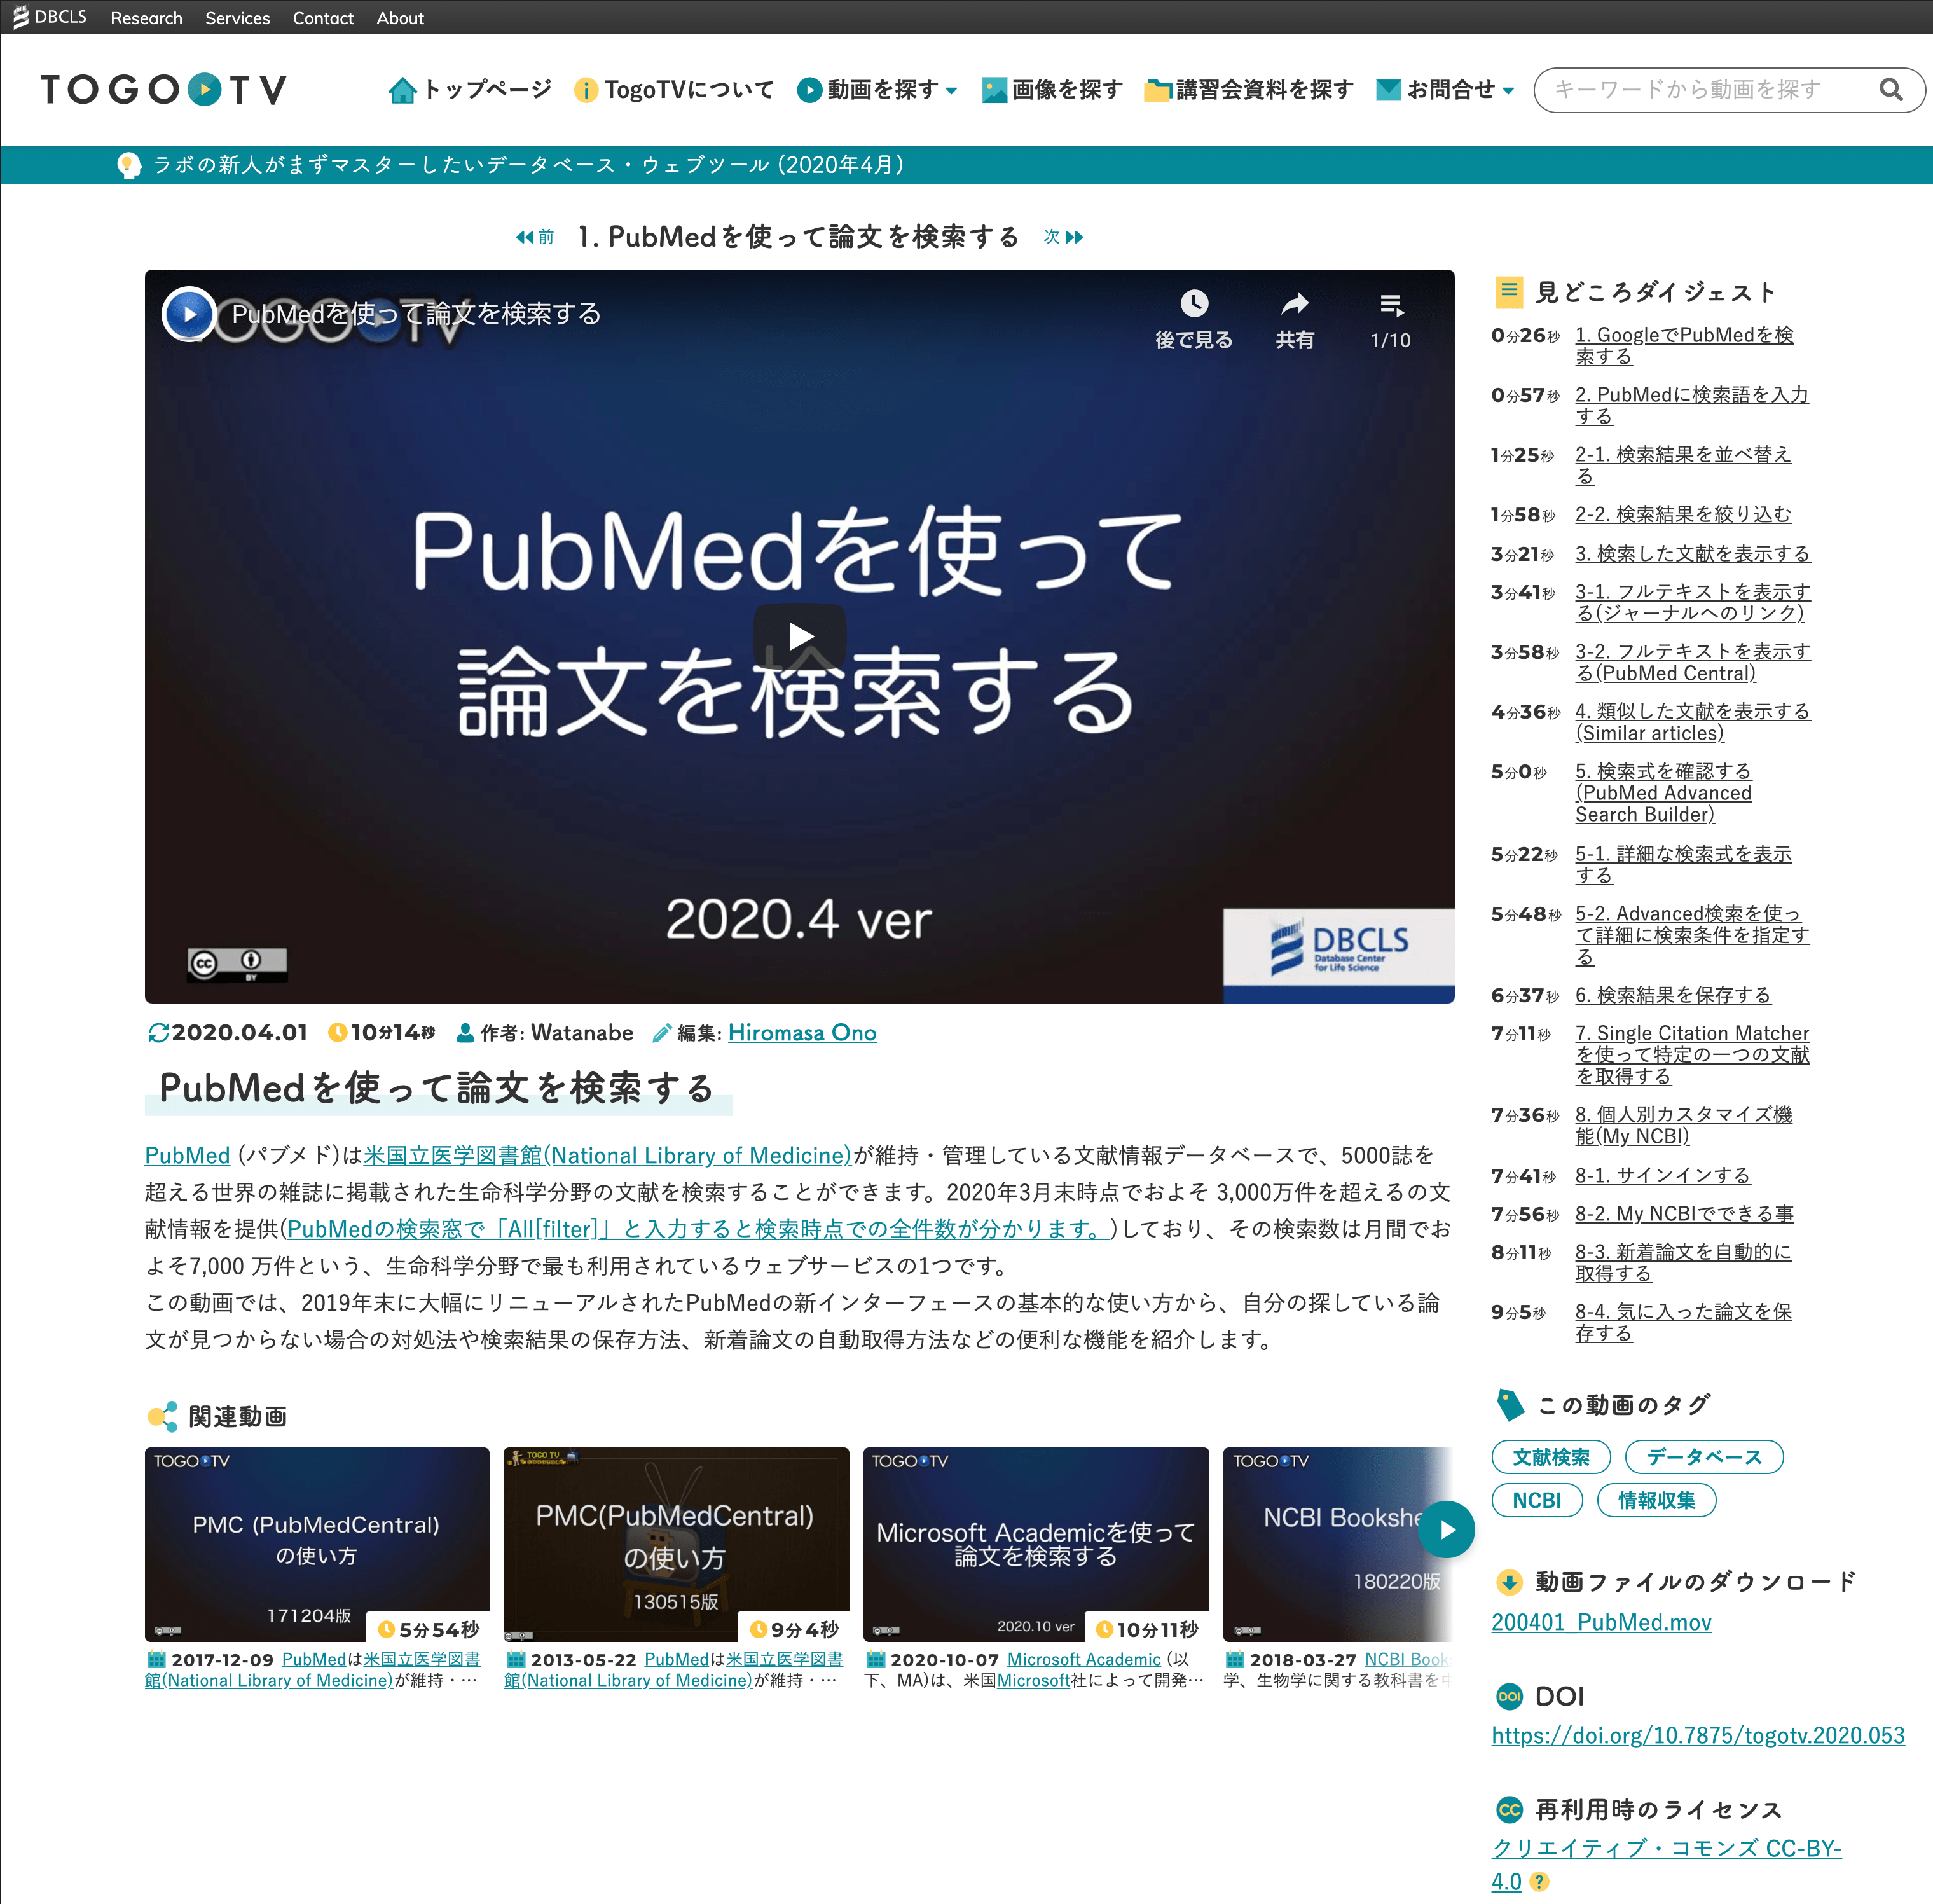 DBCLS Research Services Contact About
TOGO TV トップページ TogoTVについて 動画を探す 画像を探す 講習会資料を探す お問合せ キーワードから動画を探す
ラボの新人がまずマスターしたいデータベース・ウェブツール (2020年4月)
前 1. PubMedを使って論文を検索する 次
TOGO TV
PubMedを使って論文を検索する
後で見る 共有 1/10
PubMedを使って
論文を検索する
2020.4 ver
cc BY
DBCLS
Database Center
for Life Science
2020.04.01 10分14秒 作者: Watanabe 編集: Hiromasa Ono
PubMedを使って論文を検索する
PubMed (パブメド)は米国立医学図書館(National Library of Medicine)が維持・管理している文献情報データベースで、5000誌を
超える世界の雑誌に掲載された生命科学分野の文献を検索することができます。2020年3月末時点でおよそ 3,000万件を超えるの文
献情報を提供(PubMedの検索窓で「All[filter]」と入力すると検索時点での全件数が分かります。)しており、その検索数は月間でお
よそ7,000 万件という、生命科学分野で最も利用されているウェブサービスの1つです。
この動画では、2019年末に大幅にリニューアルされたPubMedの新インターフェースの基本的な使い方から、自分の探している論
文が見つからない場合の対処法や検索結果の保存方法、新着論文の自動取得方法などの便利な機能を紹介します。
関連動画
TOGO TV
PMC (PubMedCentral)
の使い方
171204版
5分54秒
2017-12-09 PubMedは米国立医学図書
館(National Library of Medicine)が維持・…
TOGO TV
PMC(PubMedCentral)
の使い方
130515版
9分4秒
2013-05-22 PubMedは米国立医学図書
館(National Library of Medicine)が維持・…
TOGO TV
Microsoft Academicを使って
論文を検索する
2020.10 ver
10分11秒
2020-10-07 Microsoft Academic (以
下、MA)は、米国Microsoft社によって開発…
TOGO TV
NCBI Bookshe
180220版
2018-03-27 NCBI Book
学、生物学に関する教科書を中
見どころダイジェスト
0分26秒 1. GoogleでPubMedを検
索する
0分57秒 2. PubMedに検索語を入力
する
1分25秒 2-1. 検索結果を並べ替え
る
1分58秒 2-2. 検索結果を絞り込む
3分21秒 3. 検索した文献を表示する
3分41秒 3-1. フルテキストを表示す
る(ジャーナルへのリンク)
3分58秒 3-2. フルテキストを表示す
る(PubMed Central)
4分36秒 4. 類似した文献を表示する
(Similar articles)
5分0秒 5. 検索式を確認する
(PubMed Advanced
Search Builder)
5分22秒 5-1. 詳細な検索式を表示
する
5分48秒 5-2. Advanced検索を使っ
て詳細に検索条件を指定す
る
6分37秒 6. 検索結果を保存する
7分11秒 7. Single Citation Matcher
を使って特定の一つの文献
を取得する
7分36秒 8. 個人別カスタマイズ機
能(My NCBI)
7分41秒 8-1. サインインする
7分56秒 8-2. My NCBIでできる事
8分11秒 8-3. 新着論文を自動的に
取得する
9分5秒 8-4. 気に入った論文を保
存する
この動画のタグ
文献検索 データベース
NCBI 情報収集
動画ファイルのダウンロード
200401_PubMed.mov
DOI DOI
https://doi.org/10.7875/togotv.2020.053
CC 再利用時のライセンス
クリエイティブ・コモンズ CC-BY-
4.0 ?